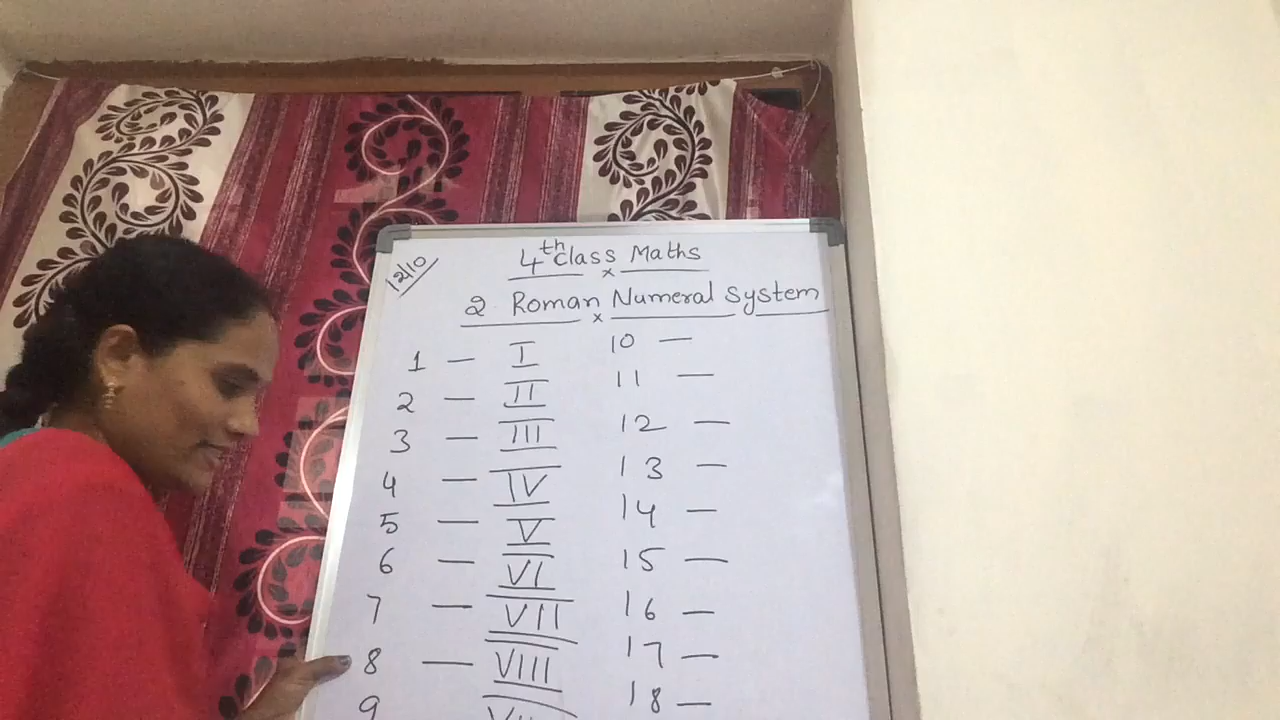 12/10
4th Class Maths
2. Roman Numeral System
1 — I
2 — II
3 — III
4 — IV
5 — V
6 — VI
7 — VII
8 — VIII
9
10 —
11 —
12 —
13 —
14 —
15 —
16 —
17 —
18 —